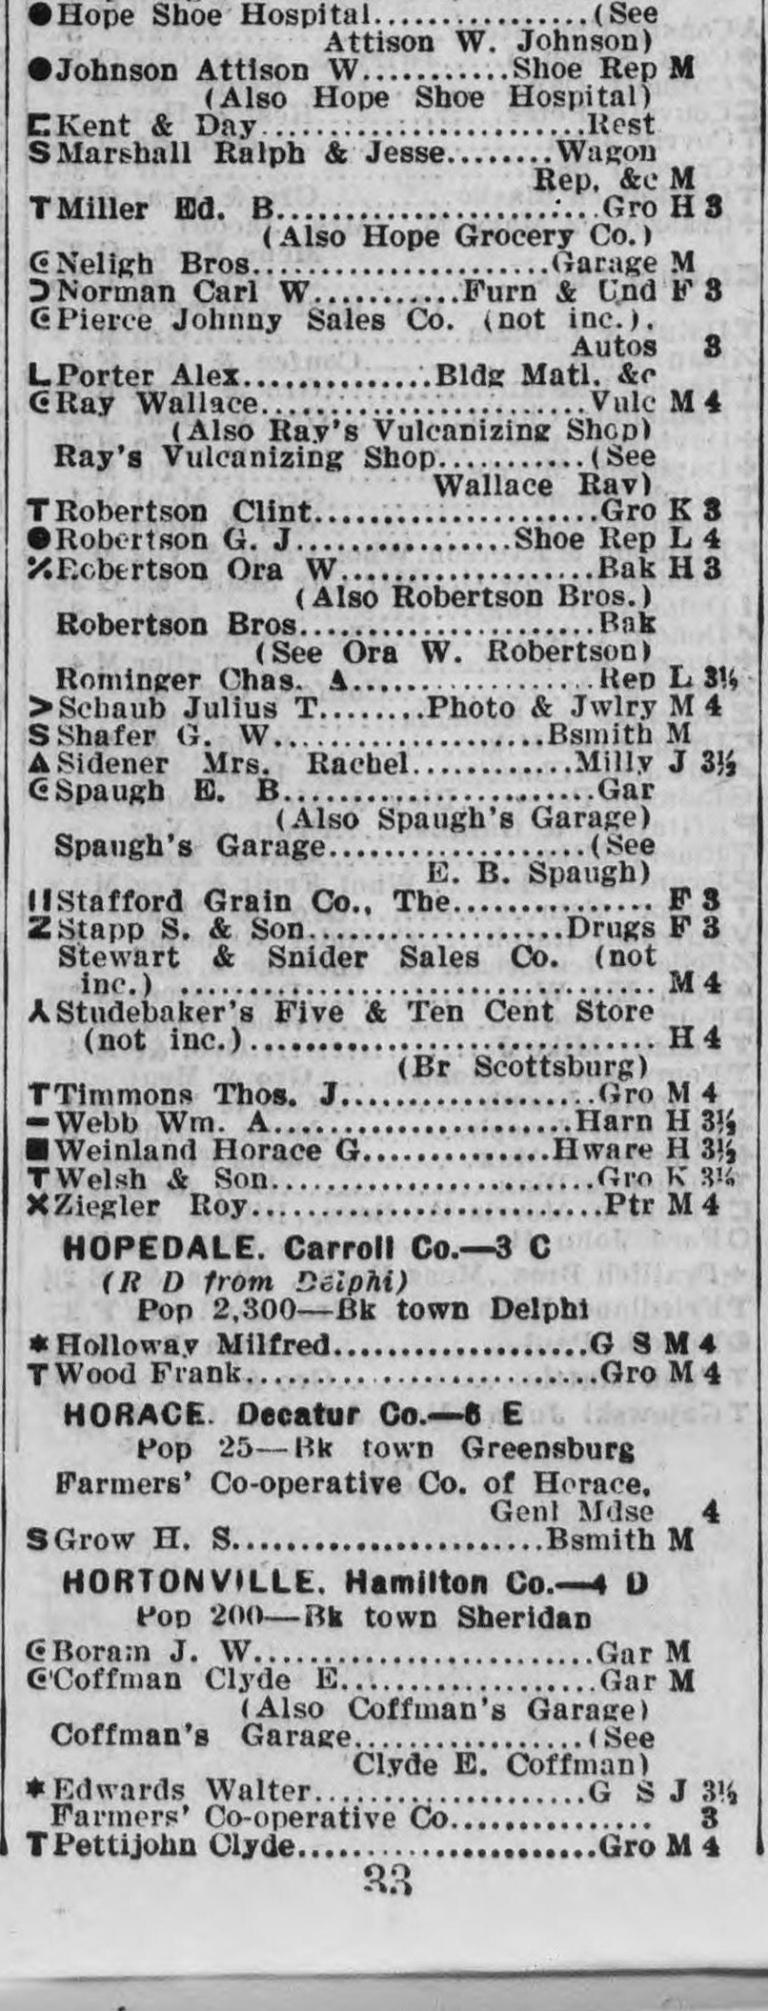 ●Hope Shoe Hospital................(See
Attison W. Johnson)
●Johnson Attison W...........Shoe Rep M
(Also Hope Shoe Hospital)
⊏Kent & Day.........................Rest
S Marshall Ralph & Jesse........Wagon
Rep, &c M
T Miller Ed. B.........................Gro H 3
(Also Hope Grocery Co.)
Neligh Bros......................Garage M
Norman Carl W...........Furn & Und F 3
Pierce Johnny Sales Co. (not inc.),
Autos 3
L Porter Alex...............Bldg Matl, &c
Ray Wallace.........................Vulc M 4
(Also Ray's Vulcanizing Shop)
Ray's Vulcanizing Shop............(See
Wallace Ray)
T Robertson Clint......................Gro K 3
●Robertson G. J.................Shoe Rep L 4
⁒Robertson Ora W....................Bak H 3
(Also Robertson Bros.)
Robertson Bros.......................Bak
(See Ora W. Robertson)
Rominger Chas. A...................Rep L 3½
>Schaub Julius T........Photo & Jwlry M 4
S Shafer G. W.....................Bsmith M
▲Sidener Mrs. Rachel............Milly J 3½
Spaugh E. B........................Gar
(Also Spaugh's Garage)
Spaugh's Garage....................(See
E. B. Spaugh)
Stafford Grain Co., The............... F 3
Z Stapp S. & Son....................Drugs F 3
Stewart & Snider Sales Co. (not
inc.) .................................... M 4
⅄Studebaker's Five & Ten Cent Store
(not inc.)............................... H 4
(Br Scottsburg)
T Timmons Thos. J....................Gro M 4
–Webb Wm. A.......................Harn H 3½
■Weinland Horace G...............Hware H 3½
T Welsh & Son.........................Gro K 3½
✕Ziegler Roy...........................Ptr M 4
HOPEDALE, Carroll Co.—3 C
(R D from Delphi)
Pop 2,300—Bk town Delphi
*Holloway Milfred....................G S M 4
T Wood Frank...........................Gro M 4
HORACE, Decatur Co.—6 E
Pop 25—Bk town Greensburg
Farmers' Co-operative Co. of Horace,
Genl Mdse 4
S Grow H. S........................Bsmith M
HORTONVILLE, Hamilton Co.—4 D
Pop 200—Bk town Sheridan
Borain J. W..........................Gar M
Coffman Clyde E...................Gar M
(Also Coffman's Garage)
Coffman's Garage..................(See
Clyde E. Coffman)
*Edwards Walter.....................G S J 3½
Farmers' Co-operative Co............... 3
T Pettijohn Clyde.......................Gro M 4
33